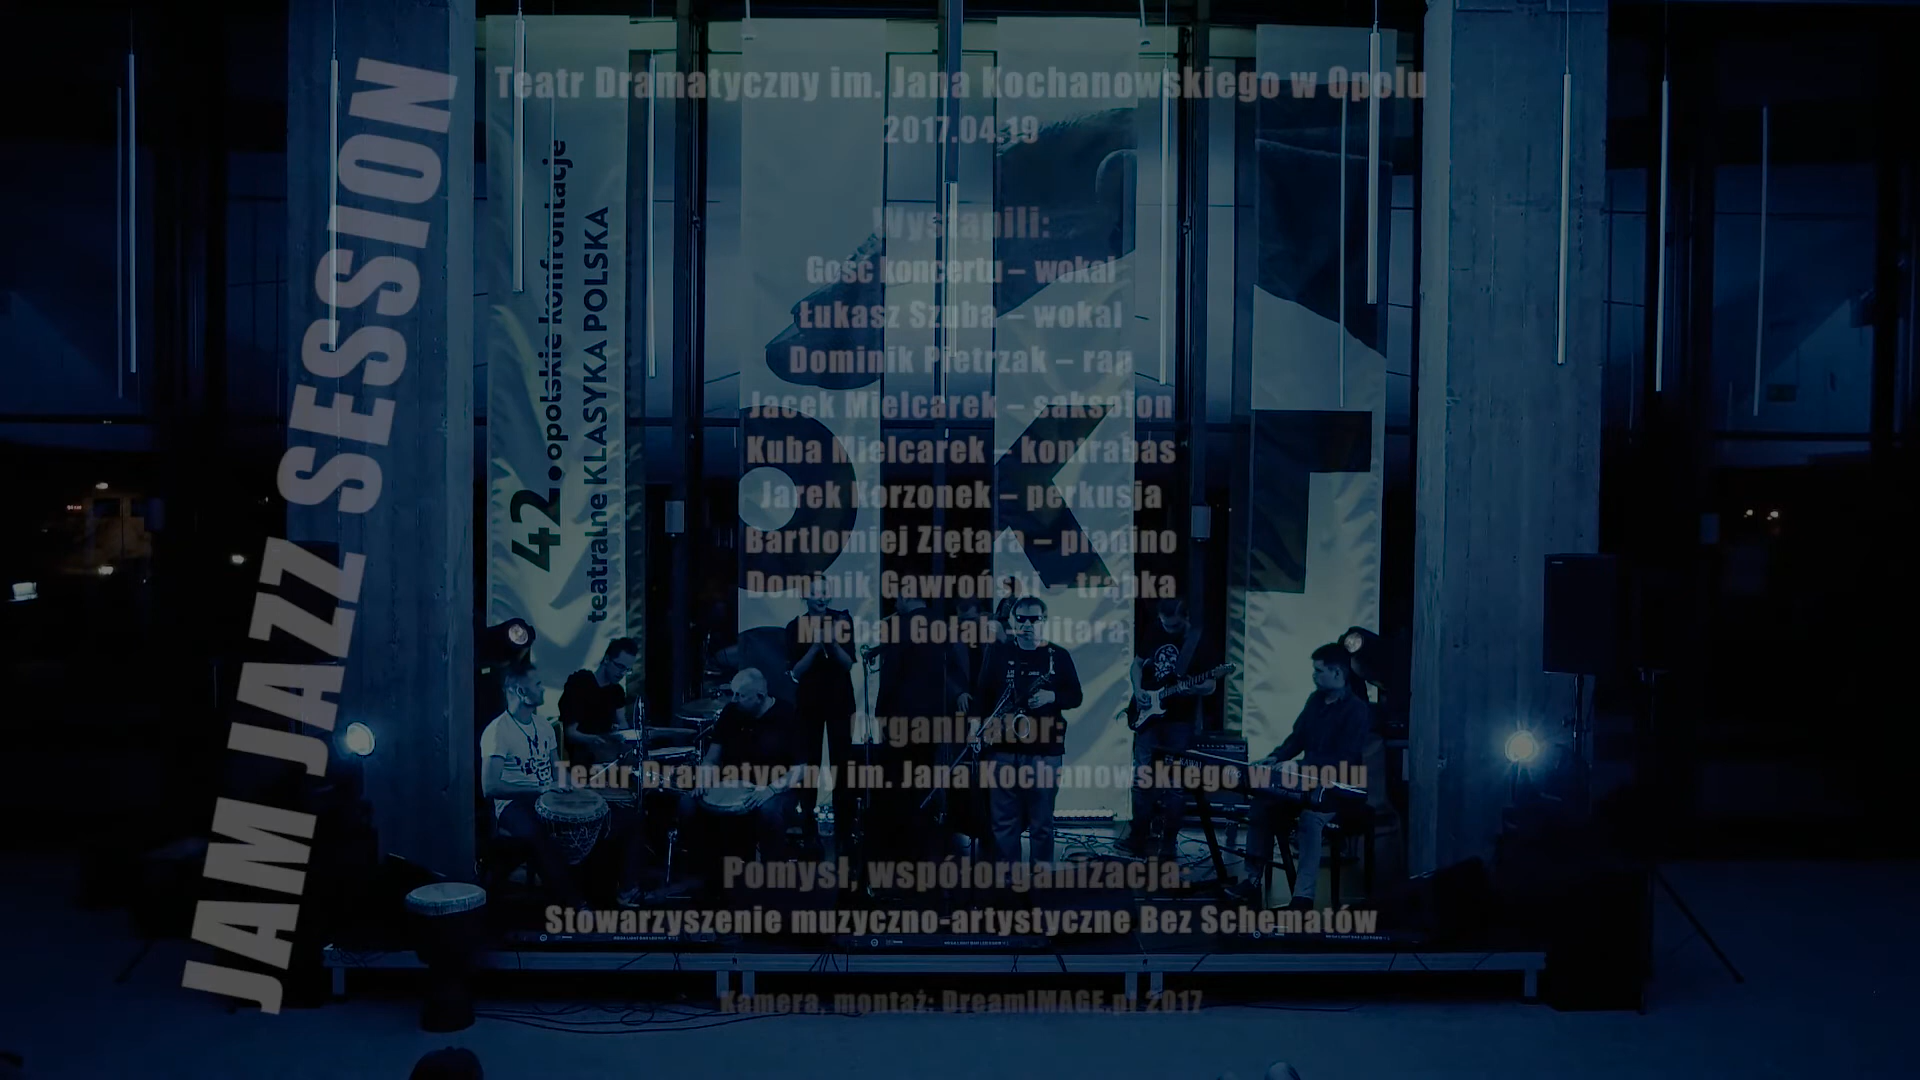 JAM JAZZ SESSION
Teatr Dramatyczny im. Jana Kochanowskiego w Opolu
2017.04.19
Wystąpili:
Gość koncertu – wokal
Łukasz Szuba – wokal
Dominik Pietrzak – rap
Jacek Mielcarek – saksofon
Kuba Mielcarek – kontrabas
Jarek Korzonek – perkusja
Bartłomiej Ziętara – pianino
Dominik Gawroński – trąbka
Michał Gołąb – gitara
Organizator:
Teatr Dramatyczny im. Jana Kochanowskiego w Opolu
Pomysł, współorganizacja:
Stowarzyszenie muzyczno-artystyczne Bez Schematów
Kamera, montaż: DreamIMAGE.pl 2017
42. opolskie konfrontacje
teatralne KLASYKA POLSKA
OKT
KAWAI